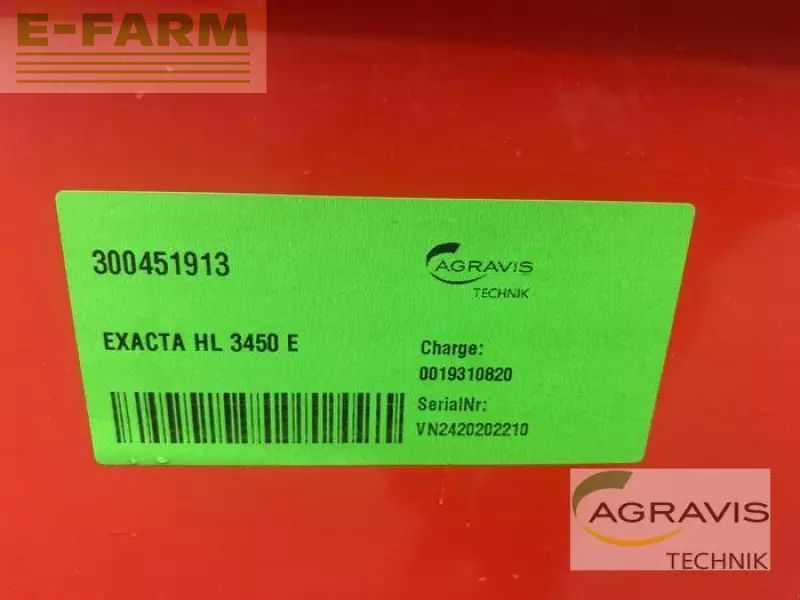 E-FARM
300451913
AGRAVIS
TECHNIK
EXACTA HL 3450 E
Charge:
0019310820
SerialNr:
VN2420202210
AGRAVIS
TECHNIK